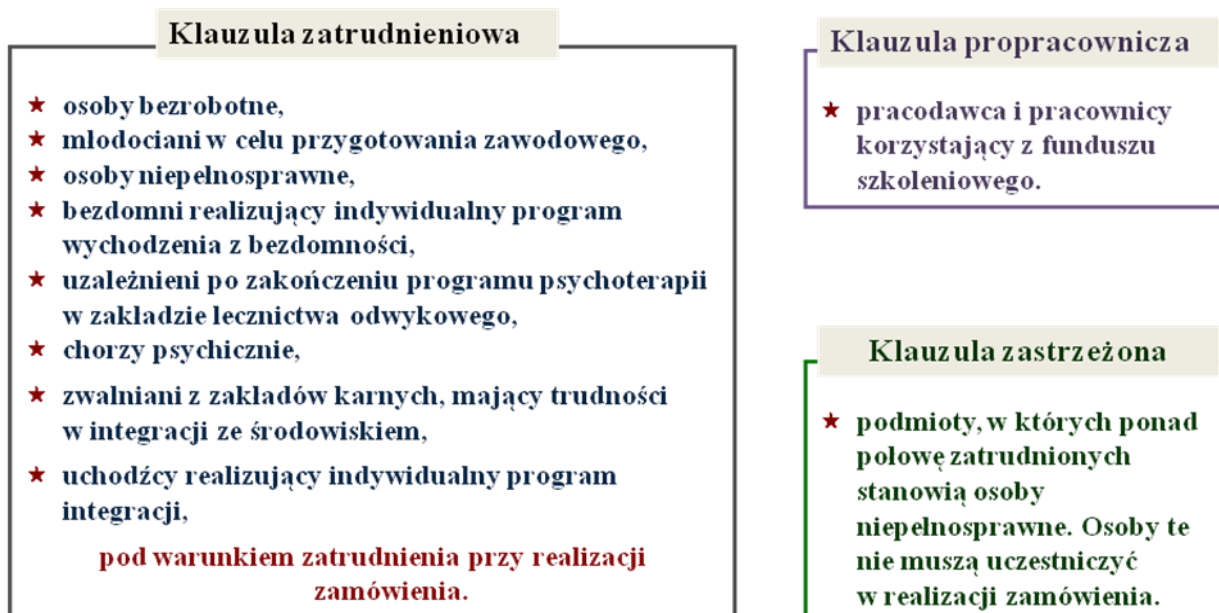 Klauzula zatrudnieniowa
★ osoby bezrobotne,
★ młodociani w celu przygotowania zawodowego,
★ osoby niepełnosprawne,
★ bezdomni realizujący indywidualny program
wychodzenia z bezdomności,
★ uzależnieni po zakończeniu programu psychoterapii
w zakładzie lecznictwa odwykowego,
★ chorzy psychicznie,
★ zwalniani z zakładów karnych, mający trudności
w integracji ze środowiskiem,
★ uchodźcy realizujący indywidualny program
integracji,
pod warunkiem zatrudnienia przy realizacji
zamówienia.
Klauzula propracownicza
★ pracodawca i pracownicy
korzystający z funduszu
szkoleniowego.
Klauzula zastrzeżona
★ podmioty, w których ponad
połowę zatrudnionych
stanowią osoby
niepełnosprawne. Osoby te
nie muszą uczestniczyć
w realizacji zamówienia.